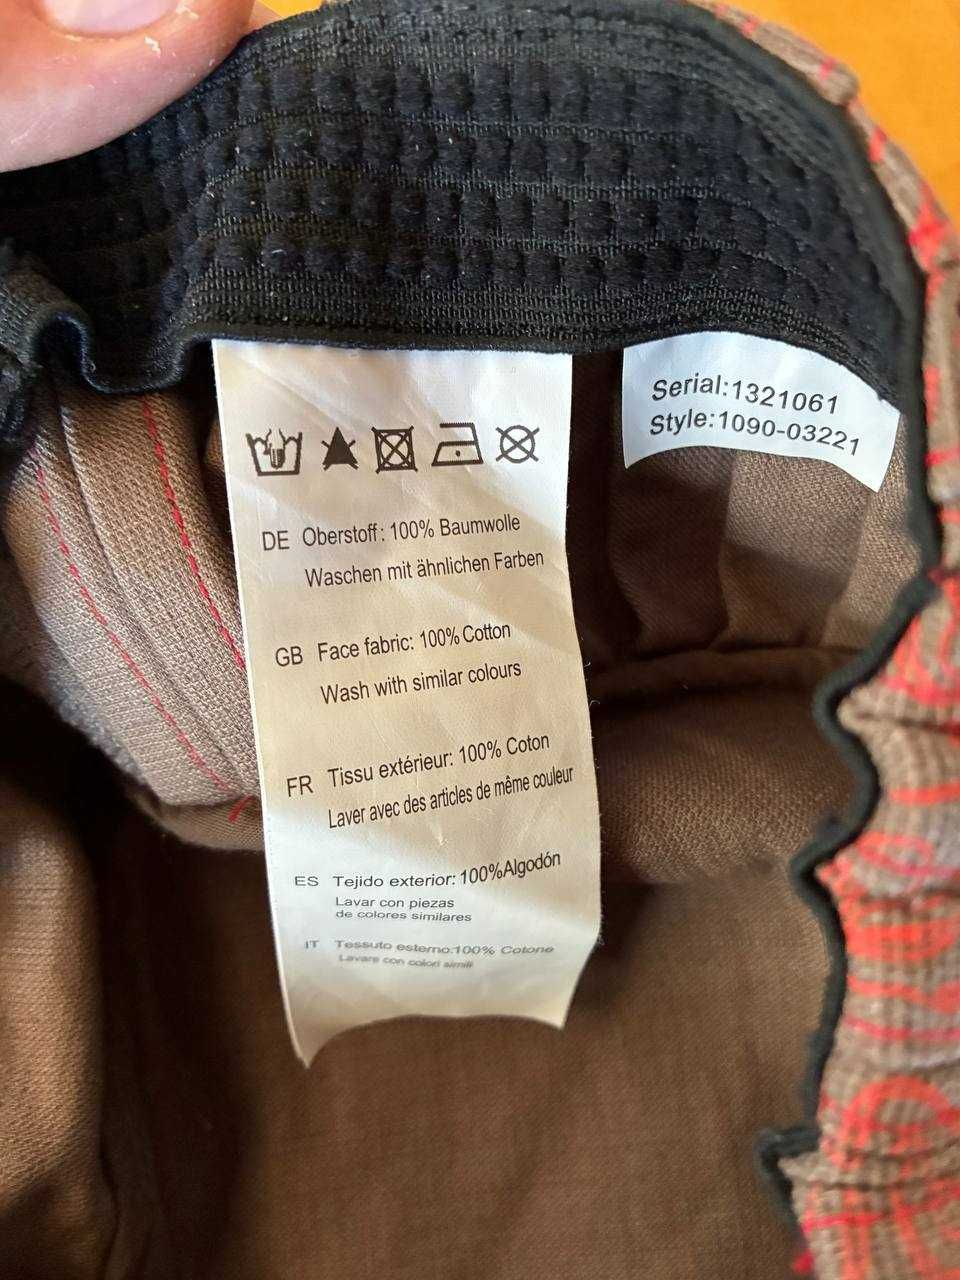 Serial:1321061
Style:1090-03221
DE Oberstoff: 100% Baumwolle
Waschen mit ähnlichen Farben
GB Face fabric: 100% Cotton
Wash with similar colours
FR Tissu extérieur: 100% Coton
Laver avec des articles de même couleur
ES Tejido exterior: 100%Algodón
Lavar con piezas
de colores similares
IT Tessuto esterno:100% Cotone
Lavare con colori simili